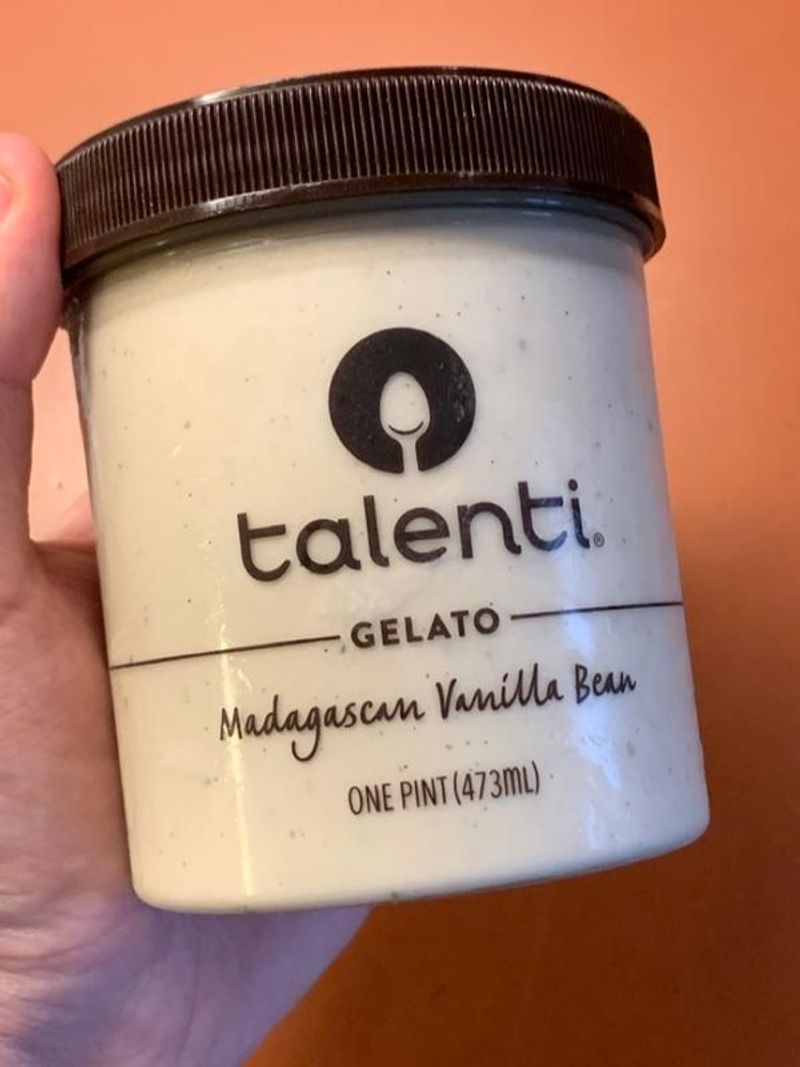 talenti®
GELATO
Madagascan Vanilla Bean
ONE PINT (473mL)